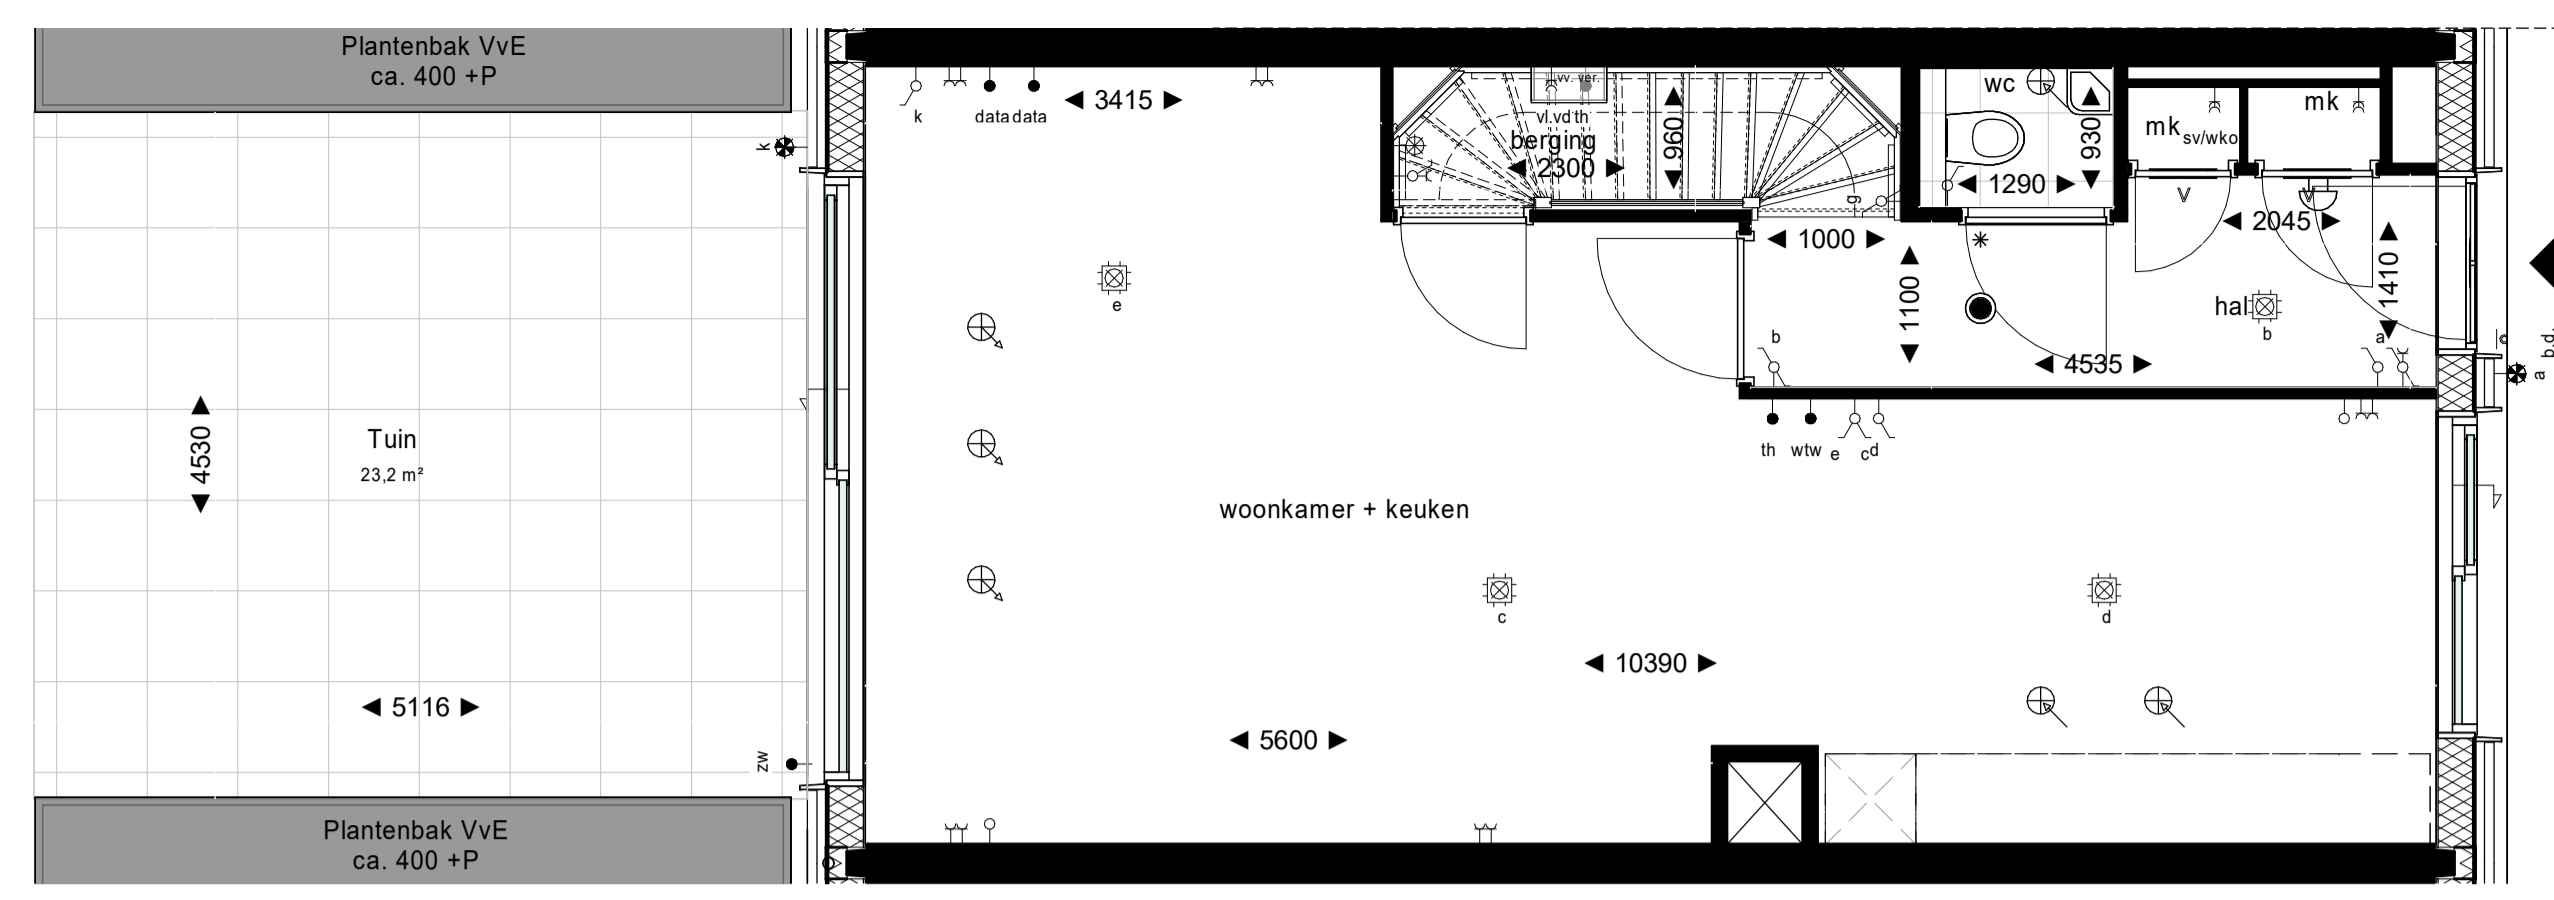 Plantenbak VvE
ca. 400 +P
k
k
data data
3415
vv. ver.
vl.vd th
berging
2300
960
wc
930
1290
mk
sv/wko
mk
2045
1410
1000
1100
g
e
b
hal
b
a
4535
a
b.d.
th
wtw
e
c
d
4530
Tuin
23,2 m²
woonkamer + keuken
c
d
10390
5116
5600
zw
Plantenbak VvE
ca. 400 +P